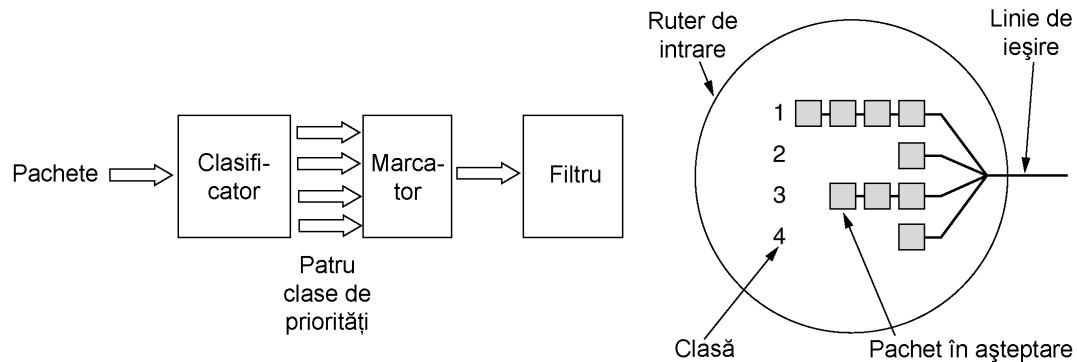 Pachete
Clasifi-
cator
Patru
clase de
priorități
Marca-
tor
Filtru
Ruter de
intrare
Linie de
ieşire
1
2
3
4
Clasă
Pachet în aşteptare